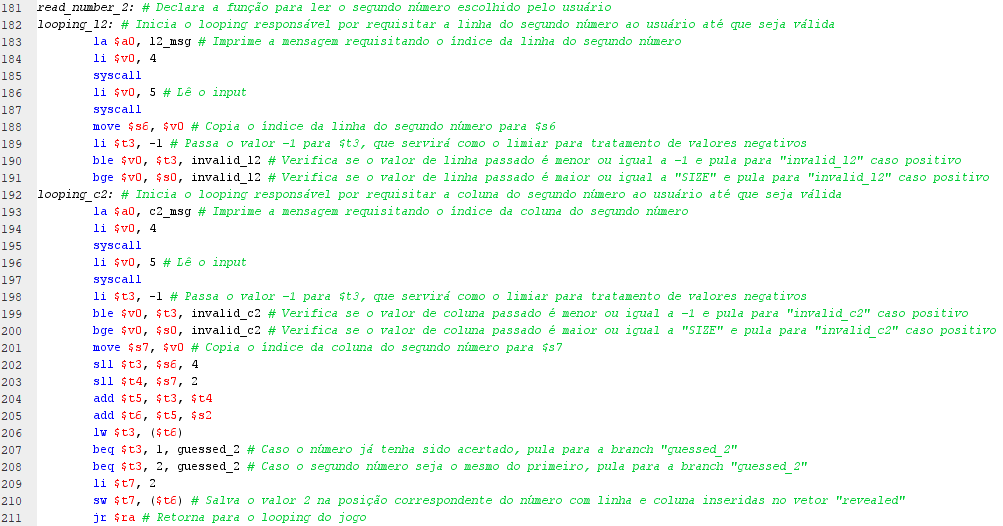 181 read_number_2: # Declara a função para ler o segundo número escolhido pelo usuário
182 looping_l2: # Inicia o looping responsável por requisitar a linha do segundo número ao usuário até que seja válida
183 la $a0, l2_msg # Imprime a mensagem requisitando o índice da linha do segundo número
184 li $v0, 4
185 syscall
186 li $v0, 5 # Lê o input
187 syscall
188 move $s6, $v0 # Copia o índice da linha do segundo número para $s6
189 li $t3, -1 # Passa o valor -1 para $t3, que servirá como o limiar para tratamento de valores negativos
190 ble $v0, $t3, invalid_l2 # Verifica se o valor de linha passado é menor ou igual a -1 e pula para "invalid_l2" caso positivo
191 bge $v0, $s0, invalid_l2 # Verifica se o valor de linha passado é maior ou igual a "SIZE" e pula para "invalid_l2" caso positivo
192 looping_c2: # Inicia o looping responsável por requisitar a coluna do segundo número ao usuário até que seja válida
193 la $a0, c2_msg # Imprime a mensagem requisitando o índice da coluna do segundo número
194 li $v0, 4
195 syscall
196 li $v0, 5 # Lê o input
197 syscall
198 li $t3, -1 # Passa o valor -1 para $t3, que servirá como o limiar para tratamento de valores negativos
199 ble $v0, $t3, invalid_c2 # Verifica se o valor de coluna passado é menor ou igual a -1 e pula para "invalid_c2" caso positivo
200 bge $v0, $s0, invalid_c2 # Verifica se o valor de coluna passado é maior ou igual a "SIZE" e pula para "invalid_c2" caso positivo
201 move $s7, $v0 # Copia o índice da coluna do segundo número para $s7
202 sll $t3, $s6, 4
203 sll $t4, $s7, 2
204 add $t5, $t3, $t4
205 add $t6, $t5, $s2
206 lw $t3, ($t6)
207 beq $t3, 1, guessed_2 # Caso o número já tenha sido acertado, pula para a branch "guessed_2"
208 beq $t3, 2, guessed_2 # Caso o segundo número seja o mesmo do primeiro, pula para a branch "guessed_2"
209 li $t7, 2
210 sw $t7, ($t6) # Salva o valor 2 na posição correspondente do número com linha e coluna inseridas no vetor "revealed"
211 jr $ra # Retorna para o looping do jogo